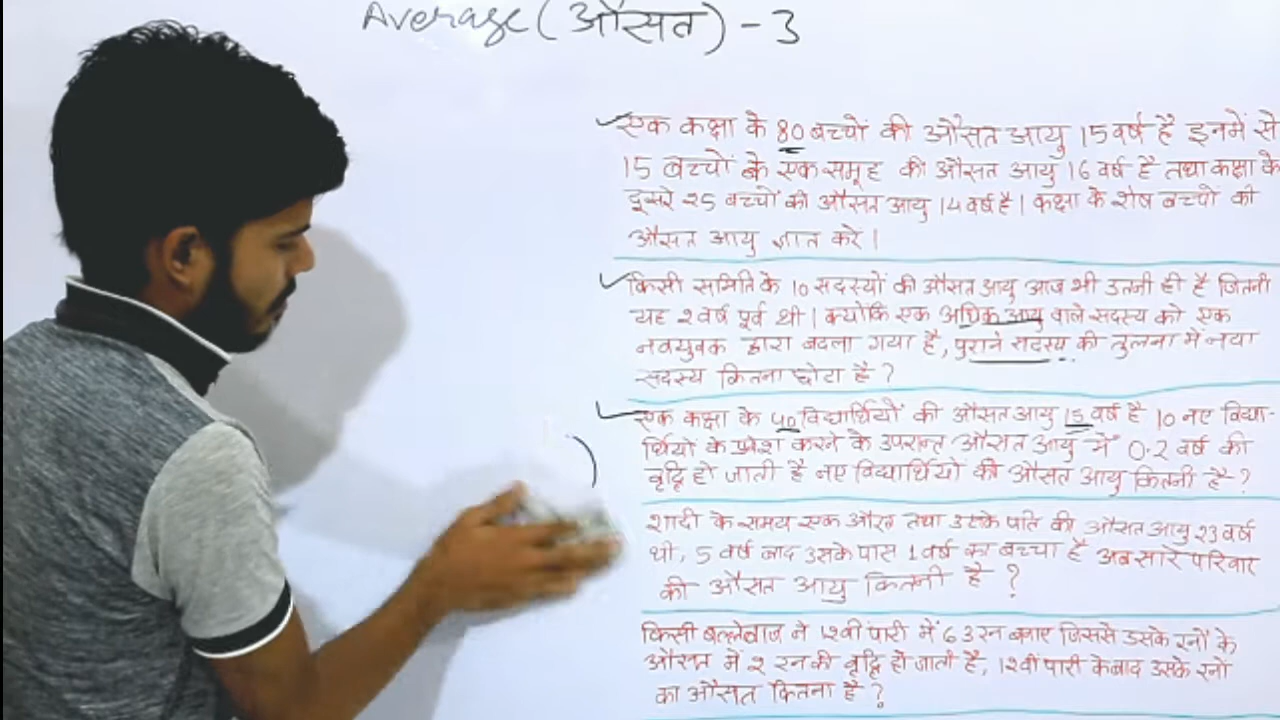 Average (औसत) - 3
एक कक्षा के 80 बच्चों की औसत आयु 15 वर्ष है इनमें से
15 बच्चों के एक समूह की औसत आयु 16 वर्ष है तथा कक्षा के
दूसरे 25 बच्चों की औसत आयु 14 वर्ष है। कक्षा के शेष बच्चों की
औसत आयु ज्ञात करे।
किसी समिति के 10 सदस्यों की औसत आयु आज भी उतनी ही है जितनी
यह 2 वर्ष पूर्व थी। क्योकि एक अधिक आयु वाले सदस्य को एक
नवयुवक द्वारा बदला गया है, पुराने सदस्य की तुलना में नया
सदस्य कितना छोटा है?
एक कक्षा के 40 विद्यार्थियों की औसत आयु 15 वर्ष है 10 नए विद्या-
र्थियों के प्रवेश करने के उपरान्त औसत आयु में 0.2 वर्ष की
वृद्धि हो जाती है नए विद्यार्थियो की औसत आयु कितनी है?
शादी के समय एक औरत तथा उसके पति की औसत आयु 23 वर्ष
थी, 5 वर्ष बाद उसके पास 1 वर्ष का बच्चा है अब सारे परिवार
की औसत आयु कितनी है?
किसी बल्लेबाज ने 12वीं पारी में 63 रन बनाए जिससे उसके रनों के
औसत में 2 रन की वृद्धि हो जाती है, 12वीं पारी के बाद उसके रनो
का औसत कितना है?